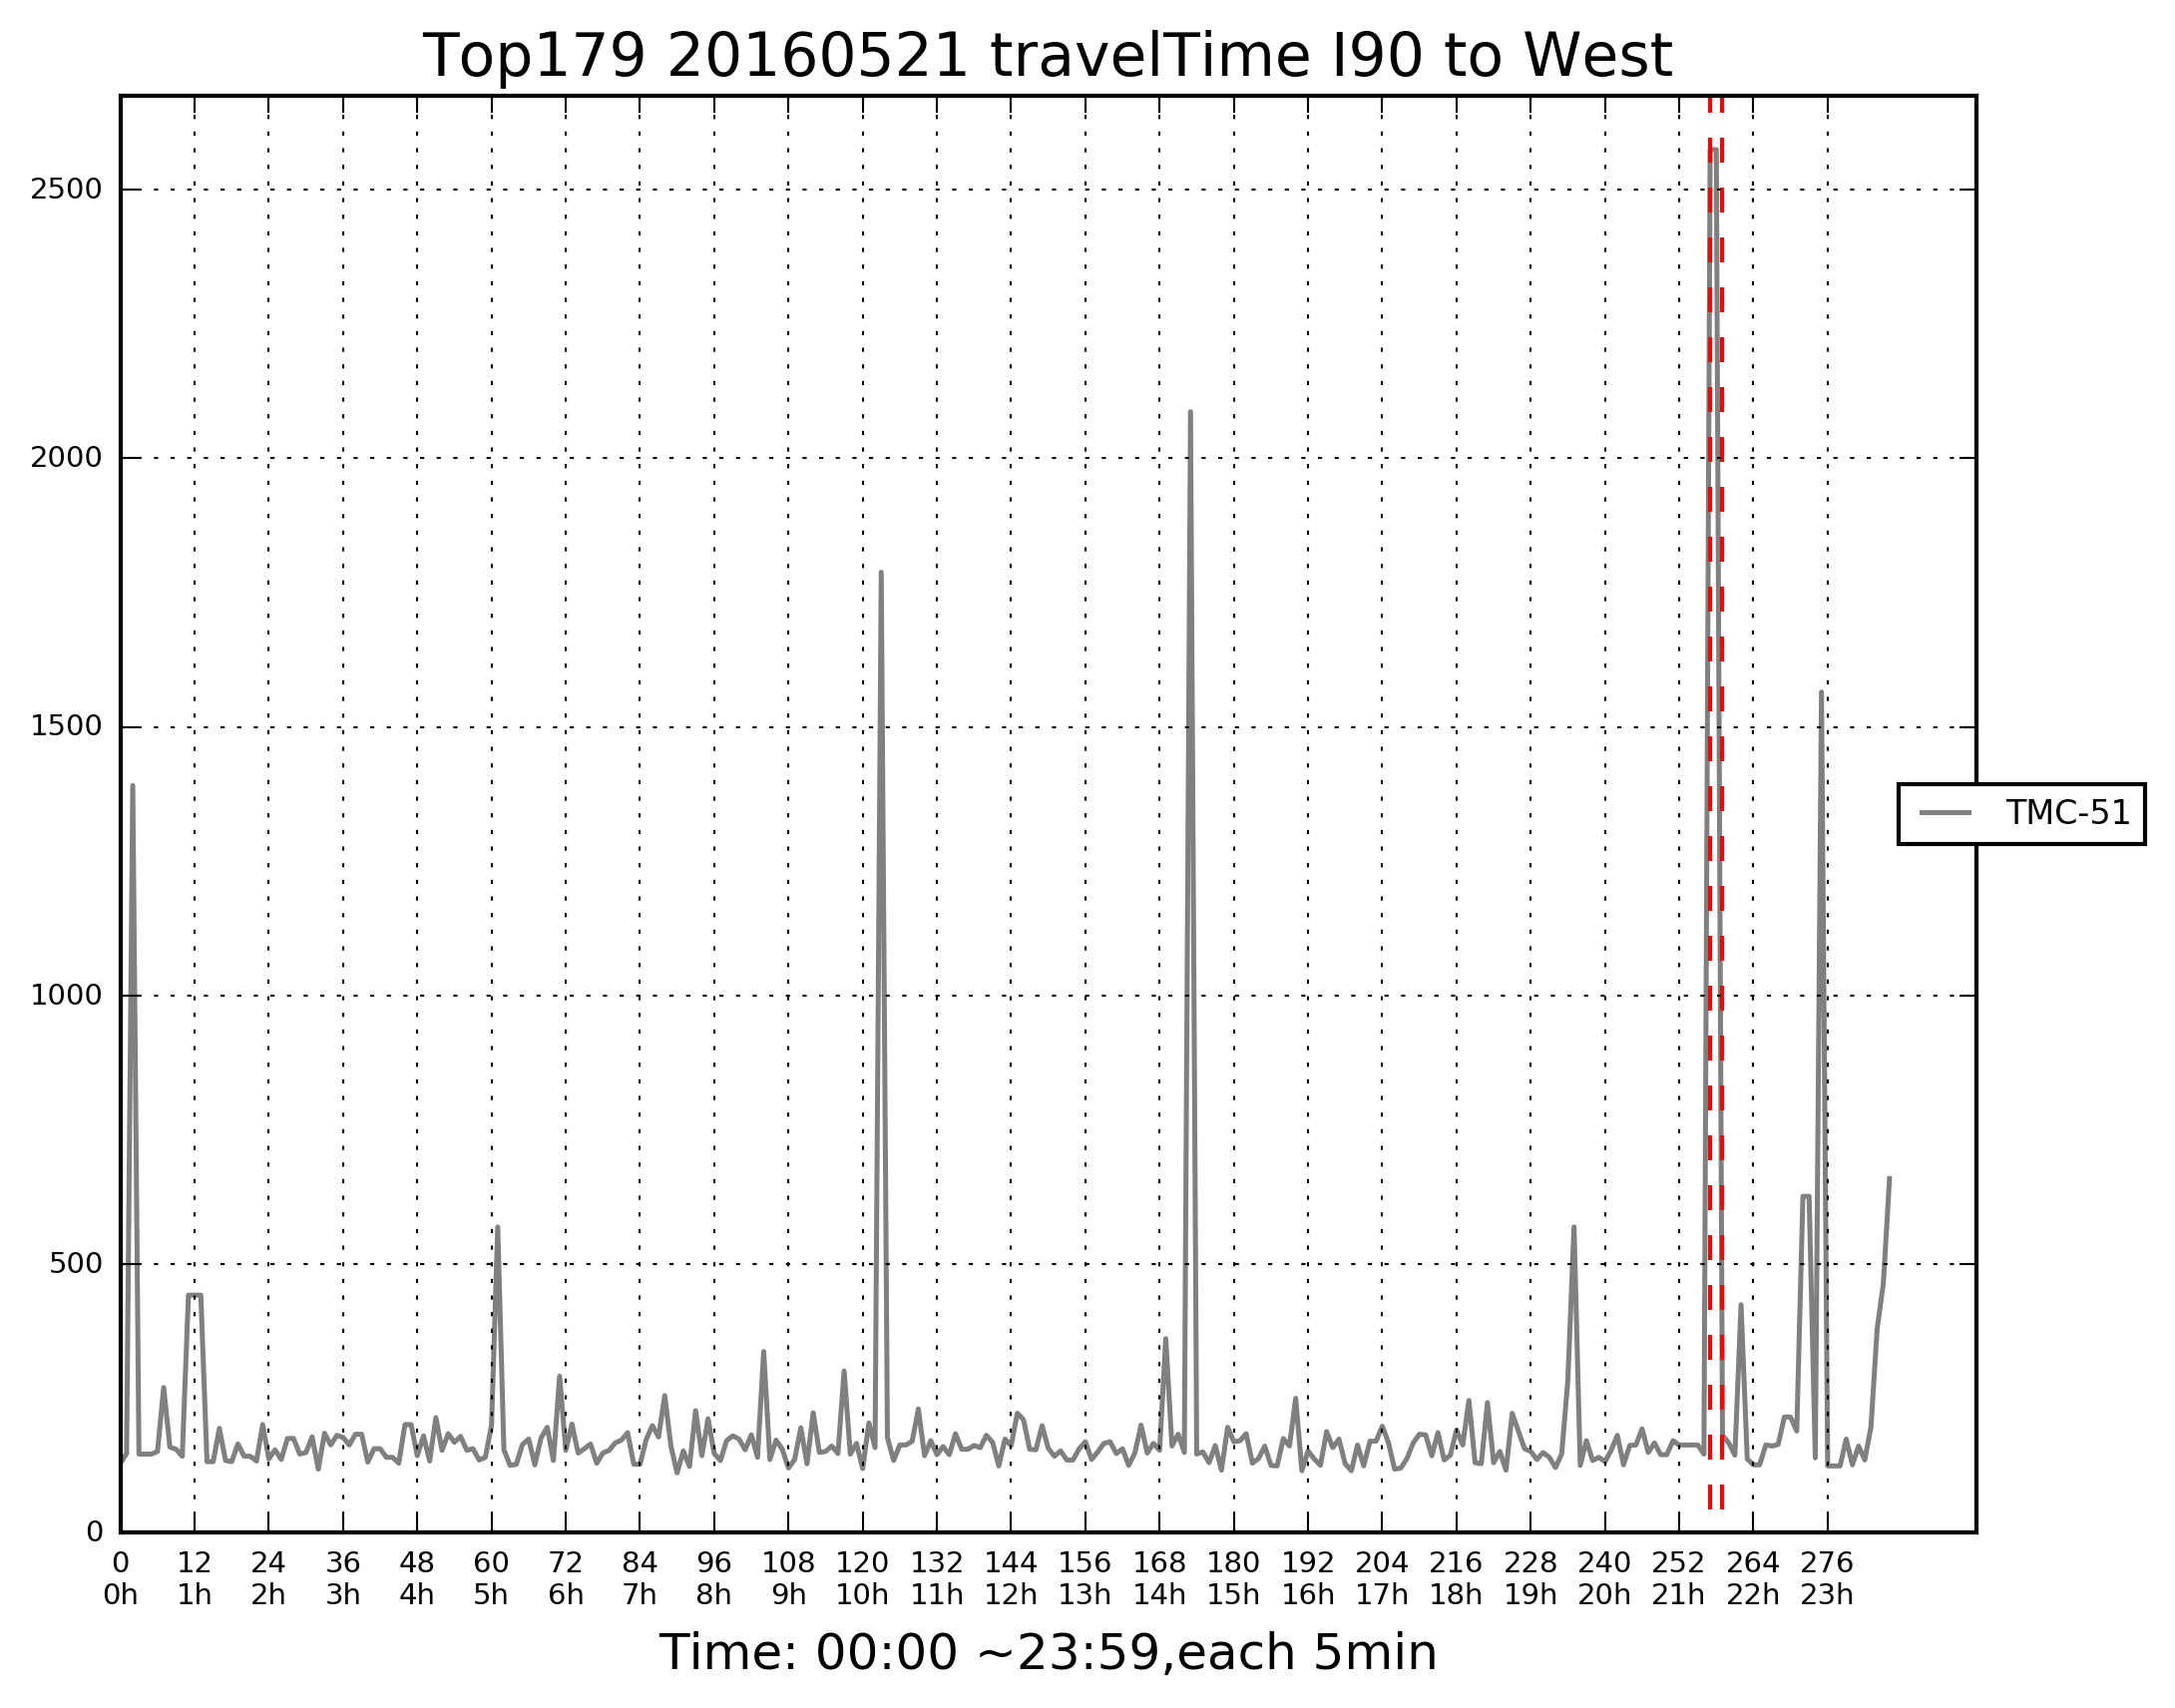 Top179 20160521 travelTime I90 to West
2500
2000
1500
1000
500
0
TMC-51
0 12 24 36 48 60 72 84 96 108 120 132 144 156 168 180 192 204 216 228 240 252 264 276
0h 1h 2h 3h 4h 5h 6h 7h 8h 9h 10h 11h 12h 13h 14h 15h 16h 17h 18h 19h 20h 21h 22h 23h
Time: 00:00 ~23:59,each 5min